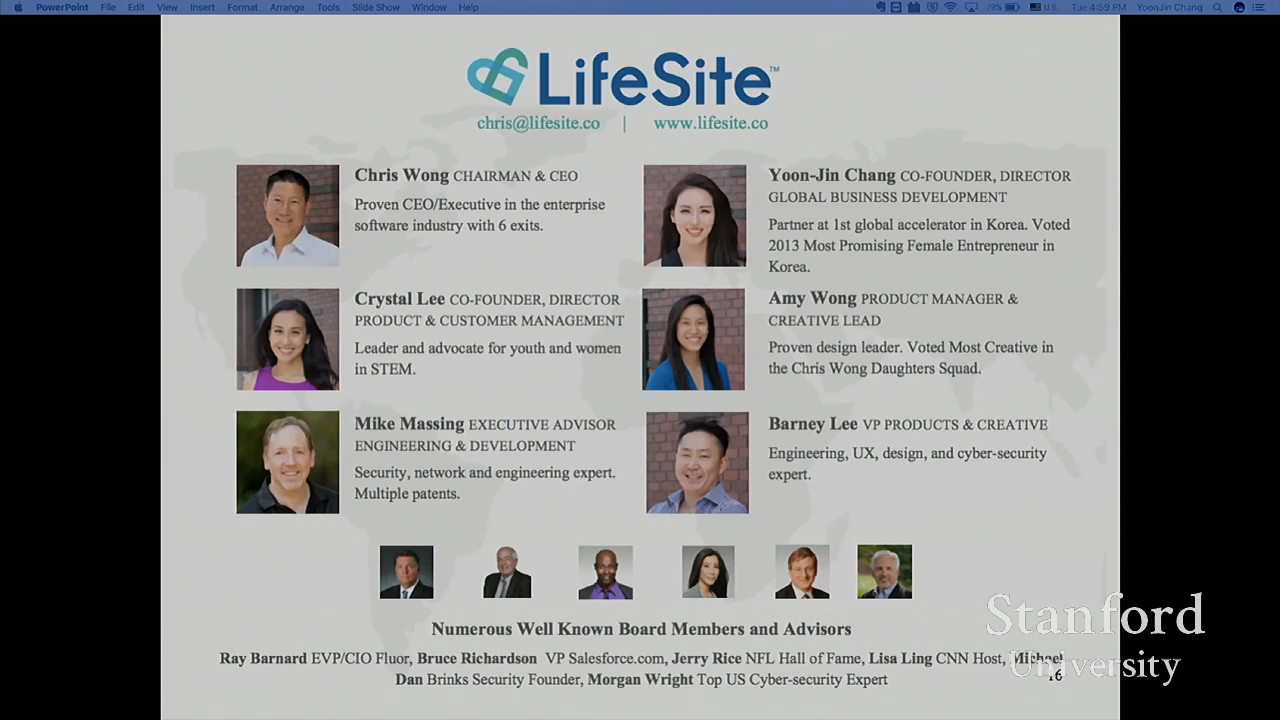 PowerPoint File Edit View Insert Format Arrange Tools Slide Show Window Help 79% U.S. Tue 4:59 PM YoonJin Chang
LifeSite™
chris@lifesite.co | www.lifesite.co
Chris Wong CHAIRMAN & CEO
Proven CEO/Executive in the enterprise
software industry with 6 exits.
Yoon-Jin Chang CO-FOUNDER, DIRECTOR
GLOBAL BUSINESS DEVELOPMENT
Partner at 1st global accelerator in Korea. Voted
2013 Most Promising Female Entrepreneur in
Korea.
Crystal Lee CO-FOUNDER, DIRECTOR
PRODUCT & CUSTOMER MANAGEMENT
Leader and advocate for youth and women
in STEM.
Amy Wong PRODUCT MANAGER &
CREATIVE LEAD
Proven design leader. Voted Most Creative in
the Chris Wong Daughters Squad.
Mike Massing EXECUTIVE ADVISOR
ENGINEERING & DEVELOPMENT
Security, network and engineering expert.
Multiple patents.
Barney Lee VP PRODUCTS & CREATIVE
Engineering, UX, design, and cyber-security
expert.
Numerous Well Known Board Members and Advisors
Ray Barnard EVP/CIO Fluor, Bruce Richardson VP Salesforce.com, Jerry Rice NFL Hall of Fame, Lisa Ling CNN Host, Michael
Dan Brinks Security Founder, Morgan Wright Top US Cyber-security Expert
16
Stanford
University